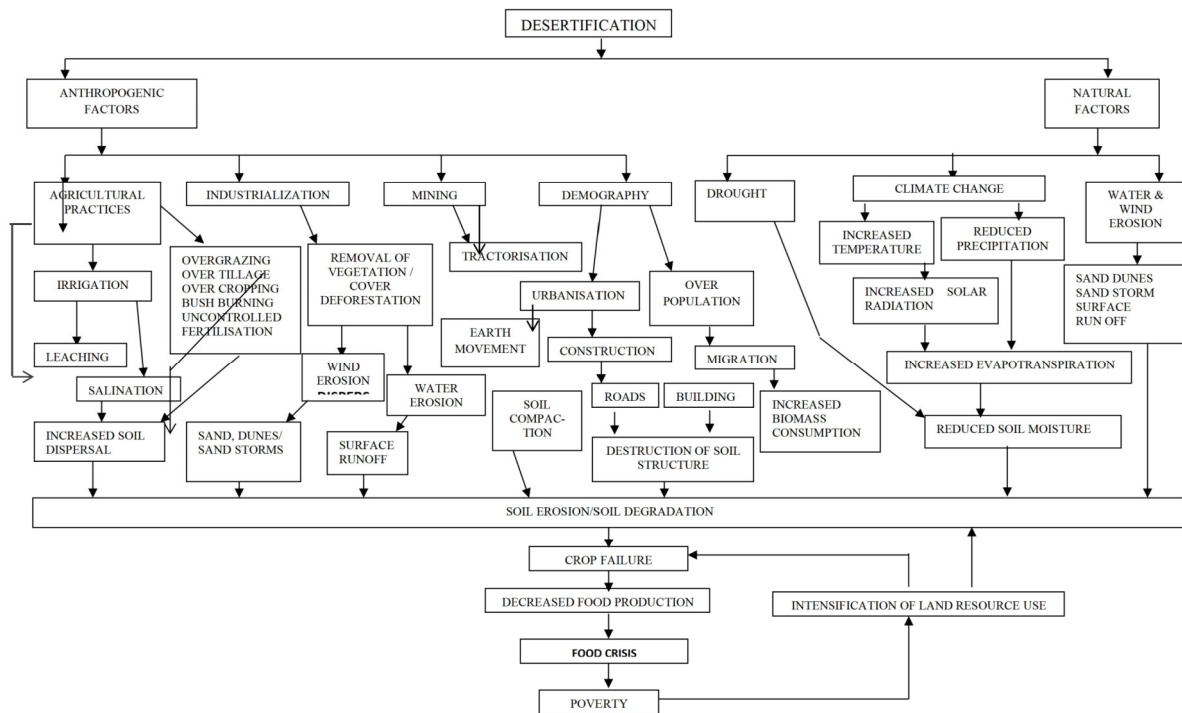 DESERTIFICATION
ANTHROPOGENIC
FACTORS
NATURAL
FACTORS
AGRICULTURAL
PRACTICES
INDUSTRIALIZATION
MINING
DEMOGRAPHY
DROUGHT
CLIMATE CHANGE
WATER &
WIND
EROSION
INCREASED
TEMPERATURE
REDUCED
PRECIPITATION
TRACTORISATION
OVERGRAZING
OVER TILLAGE
OVER CROPPING
BUSH BURNING
UNCONTROLLED
FERTILISATION
REMOVAL OF
VEGETATION /
COVER
DEFORESTATION
IRRIGATION
URBANISATION
OVER
POPULATION
INCREASED SOLAR
RADIATION
SAND DUNES
SAND STORM
SURFACE
RUN OFF
EARTH
MOVEMENT
LEACHING
CONSTRUCTION
MIGRATION
INCREASED EVAPOTRANSPIRATION
SALINATION
WIND
EROSION
DISPERS
WATER
EROSION
SOIL
COMPAC-
TION
ROADS
BUILDING
INCREASED
BIOMASS
CONSUMPTION
REDUCED SOIL MOISTURE
INCREASED SOIL
DISPERSAL
SAND, DUNES/
SAND STORMS
SURFACE
RUNOFF
DESTRUCTION OF SOIL
STRUCTURE
SOIL EROSION/SOIL DEGRADATION
CROP FAILURE
DECREASED FOOD PRODUCTION
INTENSIFICATION OF LAND RESOURCE USE
FOOD CRISIS
POVERTY